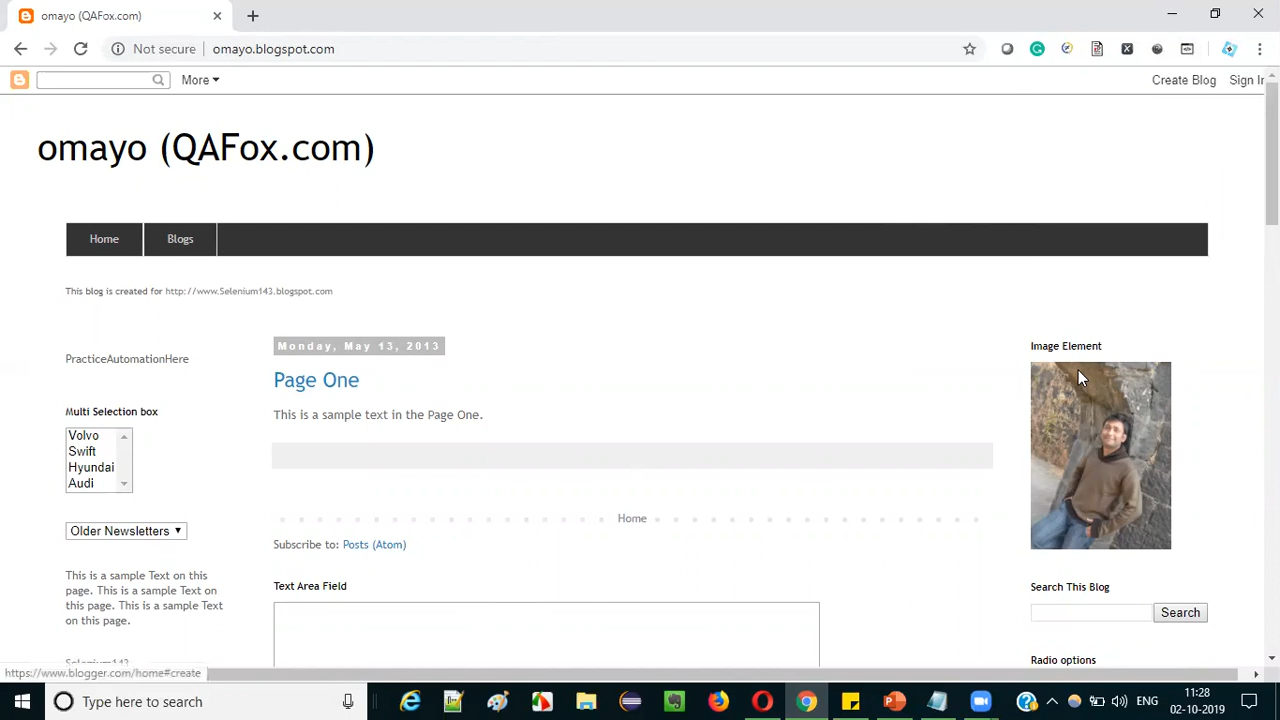 omayo (QAFox.com)
Not secure
omayo.blogspot.com
More
Create Blog
Sign In
omayo (QAFox.com)
Home
Blogs
This blog is created for http://www.Selenium143.blogspot.com
PracticeAutomationHere
Multi Selection box
Volvo
Swift
Hyundai
Audi
Older Newsletters
This is a sample Text on this
page. This is a sample Text on
this page. This is a sample Text
on this page.
Selenium143
Monday, May 13, 2013
Page One
This is a sample text in the Page One.
Home
Subscribe to: Posts (Atom)
Text Area Field
Image Element
Search This Blog
Search
Radio options
https://www.blogger.com/home#create
Type here to search
ENG
11:28
02-10-2019